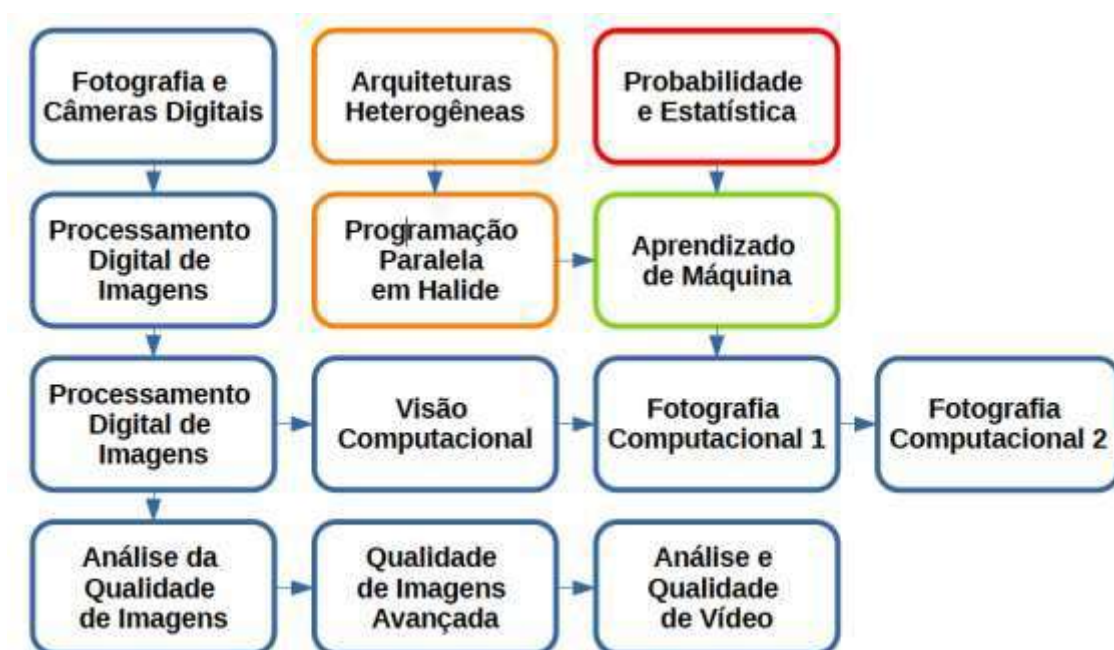 Fotografia e
Câmeras Digitais
Arquiteturas
Heterogêneas
Probabilidade
e Estatística
Processamento
Digital de
Imagens
Programação
Paralela
em Halide
Aprendizado
de Máquina
Processamento
Digital de
Imagens
Visão
Computacional
Fotografia
Computacional 1
Fotografia
Computacional 2
Análise da
Qualidade
de Imagens
Qualidade
de Imagens
Avançada
Análise e
Qualidade
de Vídeo